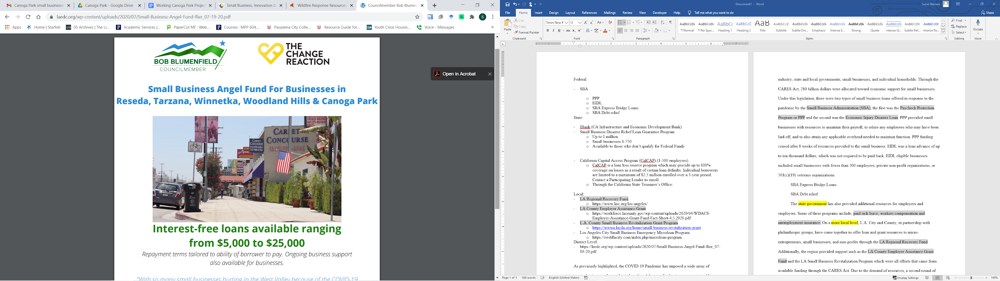 Canoga Park small businesse
Canoga Park - Google Drive
Working Canoga Park Projec
Small Business, Innovation &
Wildfire Response Resources
Councilmember Bob Blumen
laedc.org/wp-content/uploads/2020/07/Small-Business-Angel-Fund-flier_07-19-20.pdf
Apps
Home | Starfish
05 Archives | The Li...
Academic Services |...
PaperCut MF : Web...
Courses : MPP 604....
Pasadena City Colle...
Resource Guide for...
Youth Crisis Housin...
Voice - Messages
BOB BLUMENFIELD
COUNCILMEMBER
THE
CHANGE
REACTION
Open in Acrobat
Small Business Angel Fund For Businesses in
Reseda, Tarzana, Winnetka, Woodland Hills & Canoga Park
FACIALS-WAXING
CARPET
CONCOURSE
CARPET
CONCOURSE
818-995-6566
747-900-6766
BIKE LANE
Interest-free loans available ranging
from $5,000 to $25,000
Repayment terms tailored to ability of borrower to pay. Ongoing business support
also available for businesses.
"With so many small businesses hurting in the West Valley because of the COVID-19
Document1 - Word
Susie Herrera
File Home Insert Design Layout References Mailings Review View Developer Help Tell me what you want to do
Share
Paste
Cut
Copy
Format Painter
Clipboard
Times New R
12
Font
Paragraph
AaBbCcDc AaBbCcDc AaBbCc AaBbCcE AaB AaBbCcC AaBbCcDc AaBbCcDc AaBbCcDc AaBbCcDc AaBbCcDc AaBbCcDc AaBbCcDc AaBbCcDc
¶ Normal ¶ No Spac... Heading 1 Heading 2 Title Subtitle Subtle Em... Emphasis Intense E... Strong Quote Intense Q... Subtle Ref... Intense Re...
Styles
Find
Replace
Select
Editing
Dictate
Voice
Federal:
- SBA
o PPP
o EIDL
o SBA Express Bridge Loans
o SBA Debt relief
State:
- IBank (CA Infrastructure and Economic Development Bank)
- Small Business Disaster Relief Loan Guarantee Program
o Up to 1 million
o Small businesses 1-750
o Available to those who don't qualify for Federal Funds
- California Capital Access Program (CalCAP) (1-500 employees)
o CalCAP is a loan loss reserve program which may provide up to 100%
coverage on losses as a result of certain loan defaults. Individual borrowers
are limited to a maximum of $2.5 million enrolled over a 3-year period.
Contact a Participating Lender to enroll.
o Through the California State Treasurer's Office:
Local:
- LA Regional Recovery Fund
o https://www.lisc.org/los-angeles/
- LA County Employer Assistance Grant
o https://workforce.lacounty.gov/wp-content/uploads/2020/04/WDACS-
Employer-Assistance-Grant-Fund-Fact-Sheet-4.5.2020.pdf
- L.A. County Small Business Revitalization Grant Program
o https://wwwa.lacda.org/home/small-business-revitalization-grant
- Los Angeles City Small Business Emergency Microloan Program
o https://ewddlacity.com/index.php/microloan-program
District Level:
- https://laedc.org/wp-content/uploads/2020/07/Small-Business-Angel-Fund-flier_07-
19-20.pdf
As previously highlighted, the COVID-19 Pandemic has imposed a wide array of
industry, state and local governments, small businesses, and individual households. Through the
CARES Act, 280 billion dollars were allocated toward economic support for small businesses.
Under this legislation, there were two types of small business loans offered in response to the
pandemic by the Small Business Administration (SBA), the first was the Paycheck Protection
Program or PPP and the second was the Economic Injury Disaster Loan. PPP provided small
businesses with resources to maintain their payroll, to rehire any employees who may have been
laid off, and to also attain any applicable overhead needed to maintain function. PPP funding
ceased after 8 weeks of resources provided to the small business. EIDL was a loan advance of up
to ten-thousand dollars, which was not required to be paid back. EIDL eligible businesses
included small businesses with fewer than 500 employees, private non-profit organizations, or
501(c)(19) veterans organizations.
SBA Express Bridge Loans
SBA Debt relief
The state government has also provided additional resources for employees and
employers. Some of these programs include, paid sick leave, workers compensation and
unemployment insurance. On a more local level, L.A. City and County, in partnership with
philanthropic groups, have come together to offer loan and grant resources to micro-
entrepreneurs, small businesses, and non-profits through the LA Regional Recovery Fund.
Additionally, the region provided support such as the LA County Employer Assistance Grant
Fund and the LA Small Business Revitalization Program which were all efforts that came from
available funding through the CARES Act. Due to the demand of resources, a second round of
Page 1 of 3 588 words English (United States)
Display Settings
100%